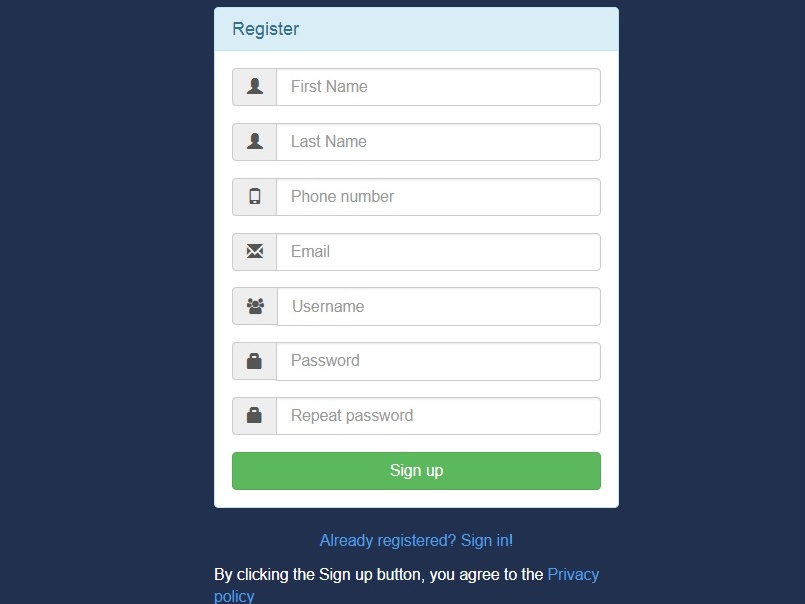 Register
First Name
Last Name
Phone number
Email
Username
Password
Repeat password
Sign up
Already registered? Sign in!
By clicking the Sign up button, you agree to the Privacy
policy